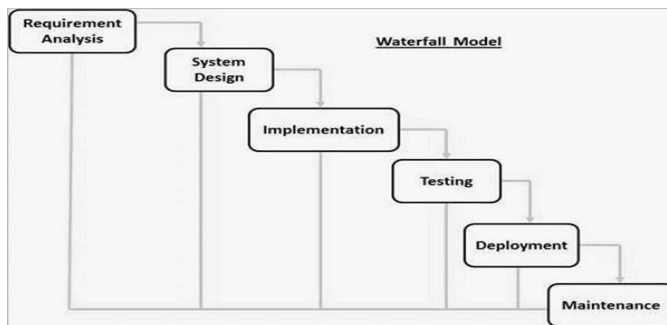 Requirement
Analysis
Waterfall Model
System
Design
Implementation
Testing
Deployment
Maintenance